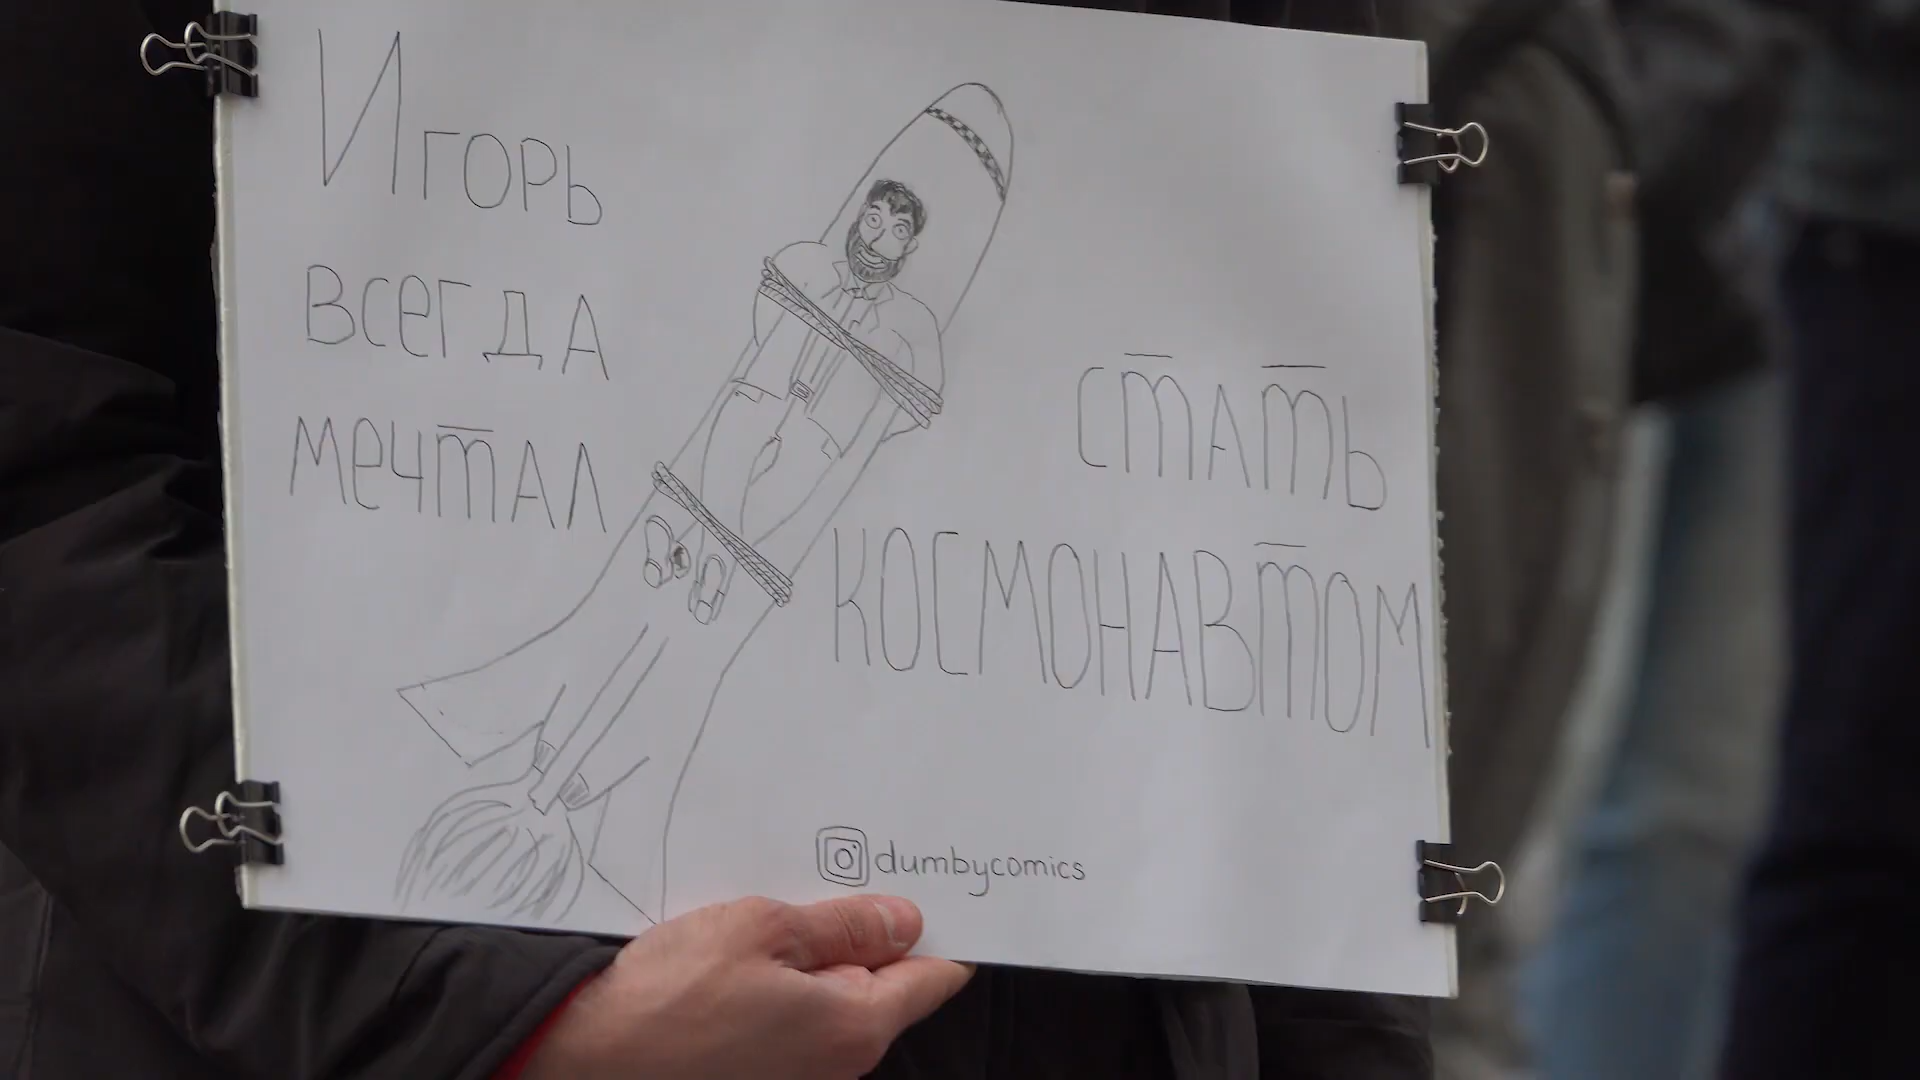 Игорь
всегда
мечтал
стать
космонавтом
dumbycomics